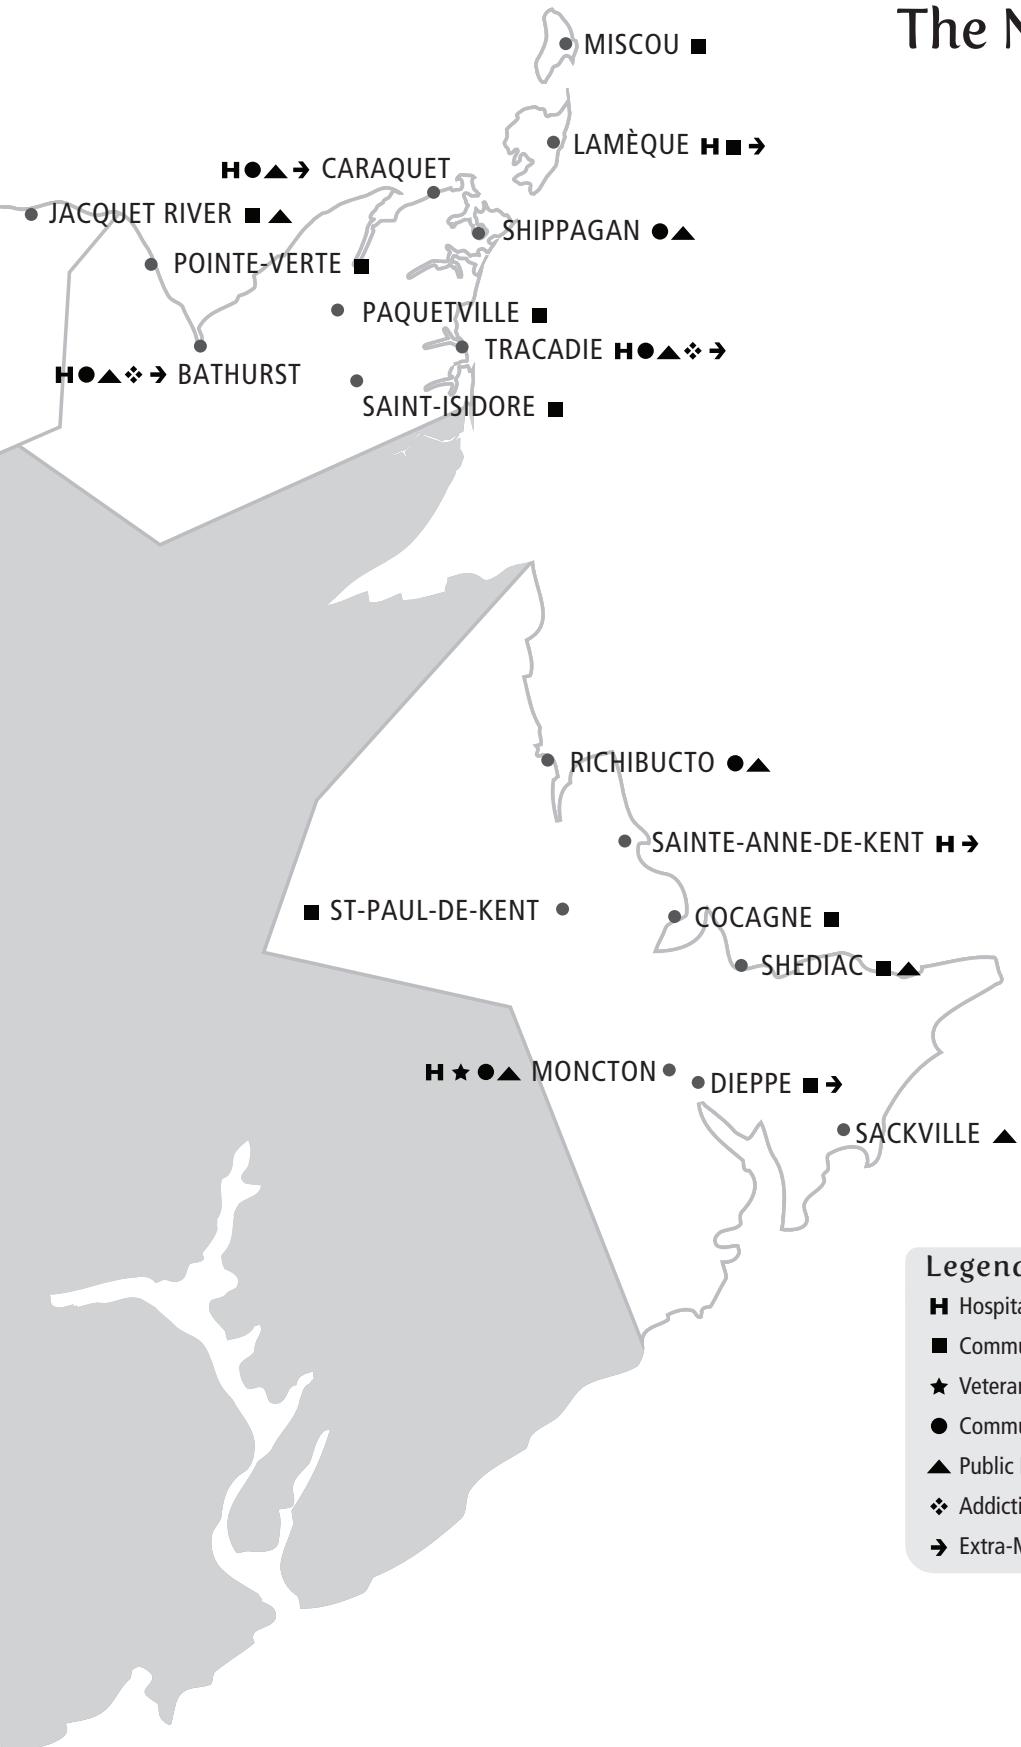 The
MISCOU
LAMÈQUE H
H CARAQUET
JACQUET RIVER
SHIPPAGAN
POINTE-VERTE
PAQUETVILLE
TRACADIE H
H BATHURST
SAINT-ISIDORE
RICHIBUCTO
SAINTE-ANNE-DE-KENT H
ST-PAUL-DE-KENT
COCAGNE
SHEDIAC
H MONCTON
DIEPPE
SACKVILLE
Legend
H Hospita
Commu
Veteran
Commu
Public
Addicti
Extra-M